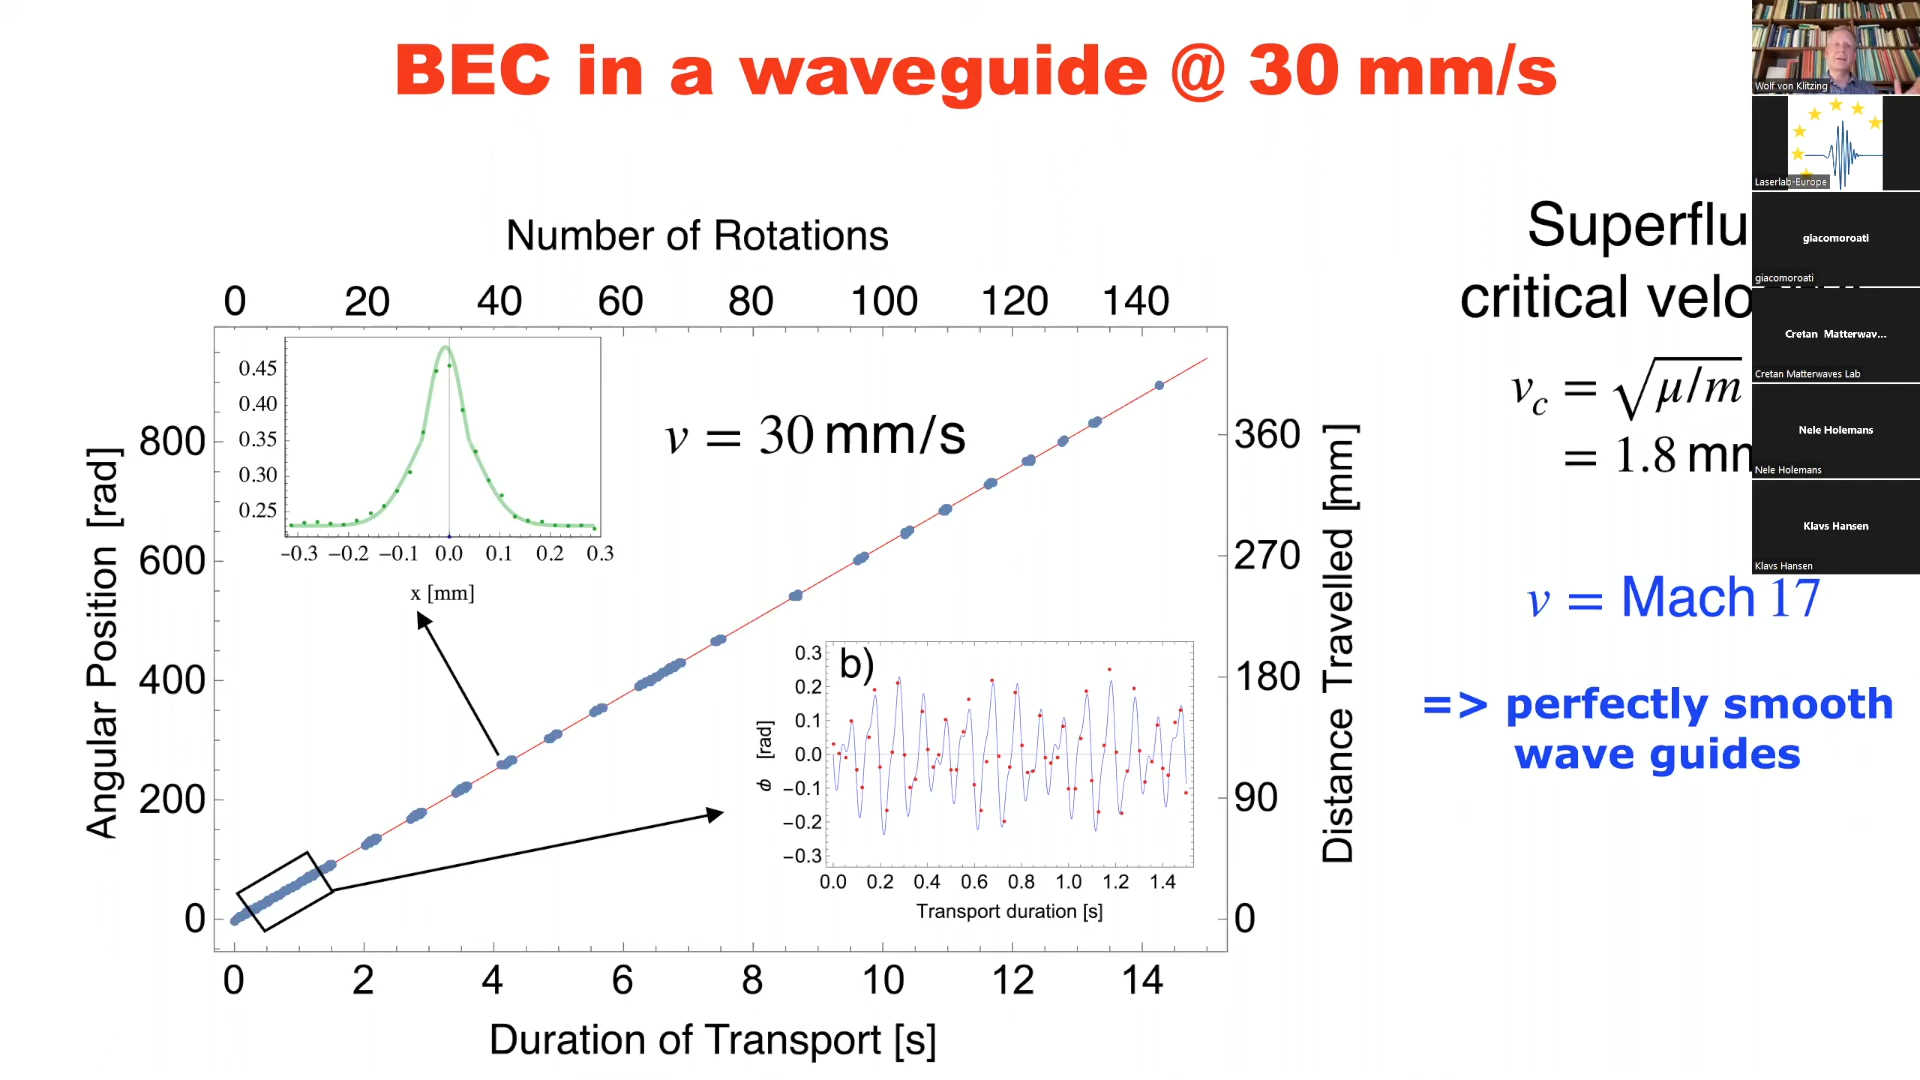 BEC in a waveguide @ 30 mm/s
Number of Rotations
0 20 40 60 80 100 120 140
Angular Position [rad]
800
600
400
200
0
0.45
0.40
0.35
0.30
0.25
−0.3 −0.2 −0.1 0.0 0.1 0.2 0.3
x [mm]
v = 30 mm/s
b)
0.3
0.2
0.1
0.0
−0.1
−0.2
−0.3
Φ [rad]
0.0 0.2 0.4 0.6 0.8 1.0 1.2 1.4
Transport duration [s]
360
270
180
90
0
Distance Travelled [mm]
0 2 4 6 8 10 12 14
Duration of Transport [s]
Superflu
critical velo
v_c = √μ/m
= 1.8 mm
v = Mach 17
=> perfectly smooth
wave guides
Wolf von Klitzing
Laserlab-Europe
giacomoroati
giacomoroati
Cretan Matterwav...
Cretan Matterwaves Lab
Nele Holemans
Nele Holemans
Klavs Hansen
Klavs Hansen